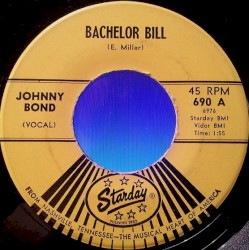 BACHELOR BILL
(E. Miller)
JOHNNY
BOND
(VOCAL)
45 RPM
690 A
6976
Starday BMI
Vidor BMI
Time: 1:55
Starday
FROM NASHVILLE, TENNESSEE—THE MUSICAL HEART OF AMERICA